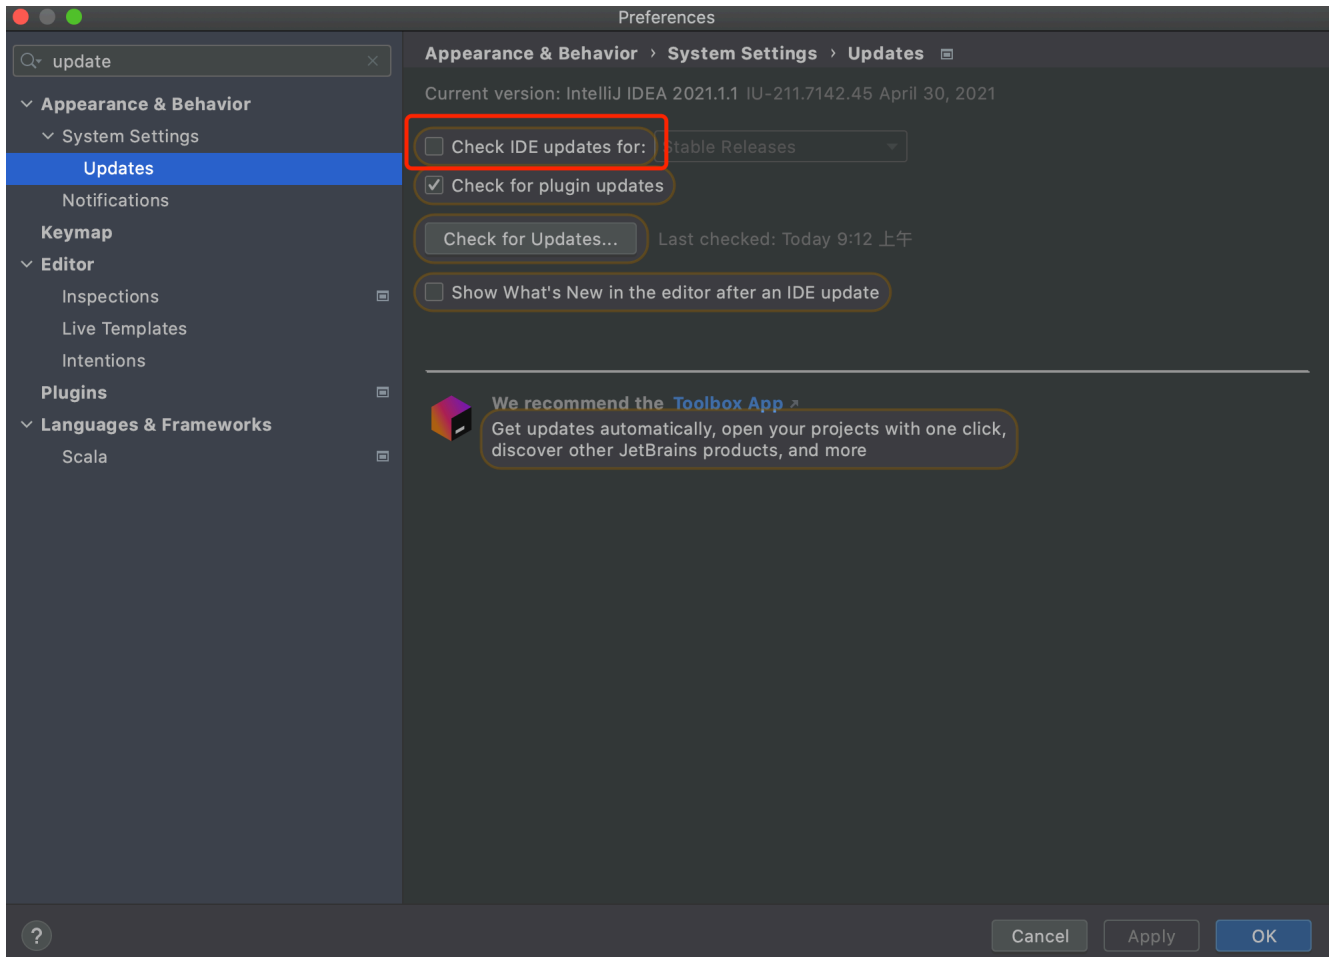 Preferences
update
Appearance & Behavior
System Settings
Updates
Notifications
Keymap
Editor
Inspections
Live Templates
Intentions
Plugins
Languages & Frameworks
Scala
Appearance & Behavior › System Settings › Updates
Current version: IntelliJ IDEA 2021.1.1 IU-211.7142.45 April 30, 2021
Check IDE updates for: Stable Releases
Check for plugin updates
Check for Updates... Last checked: Today 9:12 上午
Show What's New in the editor after an IDE update
We recommend the Toolbox App ↗
Get updates automatically, open your projects with one click,
discover other JetBrains products, and more
? Cancel Apply OK